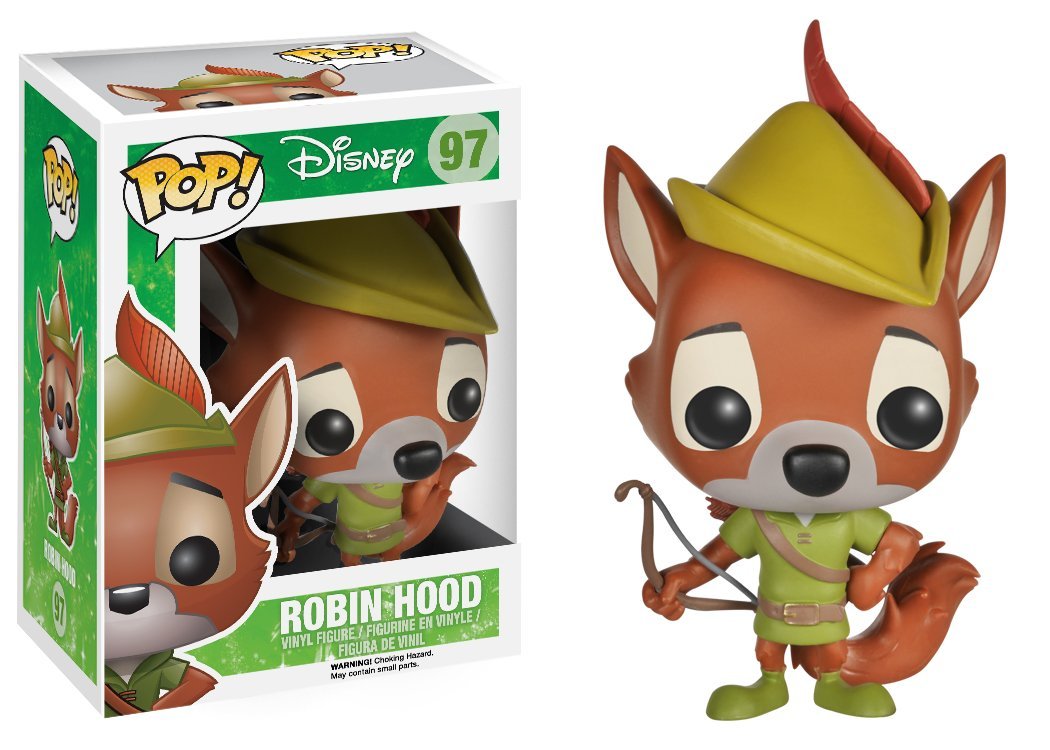 POP!
POP!
DISNEY
97
POP!
ROBIN HOOD
97
ROBIN HOOD
VINYL FIGURE / FIGURINE EN VINYLE /
FIGURA DE VINIL
WARNING! Choking Hazard.
May contain small parts.